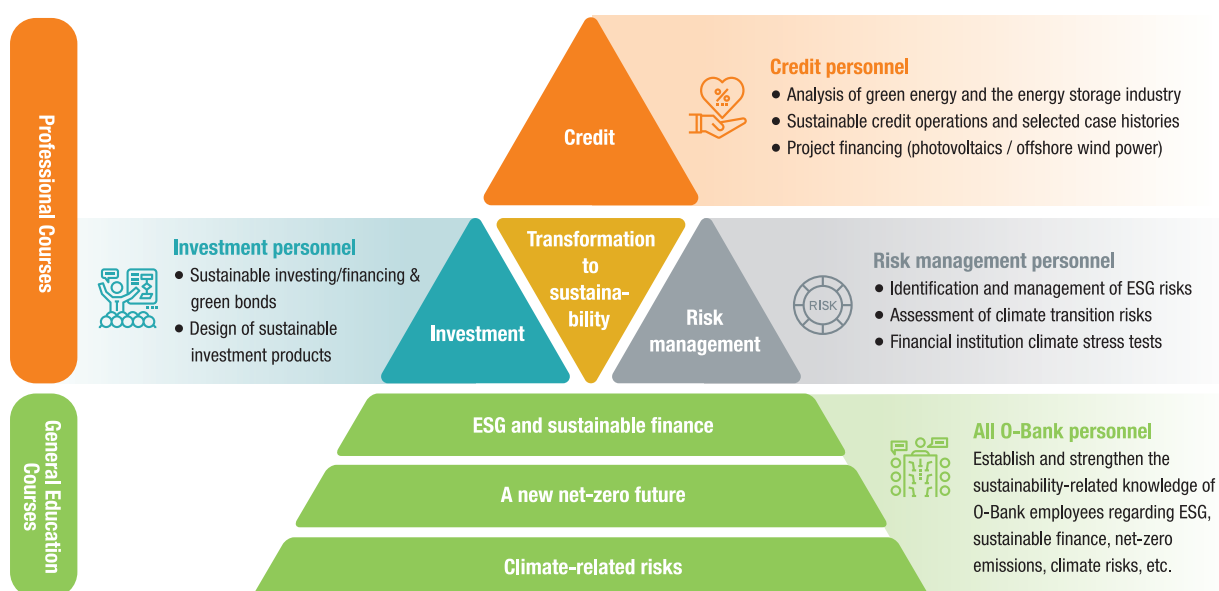 Professional Courses
Credit
Credit personnel
● Analysis of green energy and the energy storage industry
● Sustainable credit operations and selected case histories
● Project financing (photovoltaics / offshore wind power)
%
Investment personnel
● Sustainable investing/financing &
green bonds
● Design of sustainable
investment products
Investment
Transformation
to
sustaina-
bility
Risk
management
RISK
Risk management personnel
● Identification and management of ESG risks
● Assessment of climate transition risks
● Financial institution climate stress tests
General Education
Courses
ESG and sustainable finance
A new net-zero future
Climate-related risks
All O-Bank personnel
Establish and strengthen the
sustainability-related knowledge of
O-Bank employees regarding ESG,
sustainable finance, net-zero
emissions, climate risks, etc.